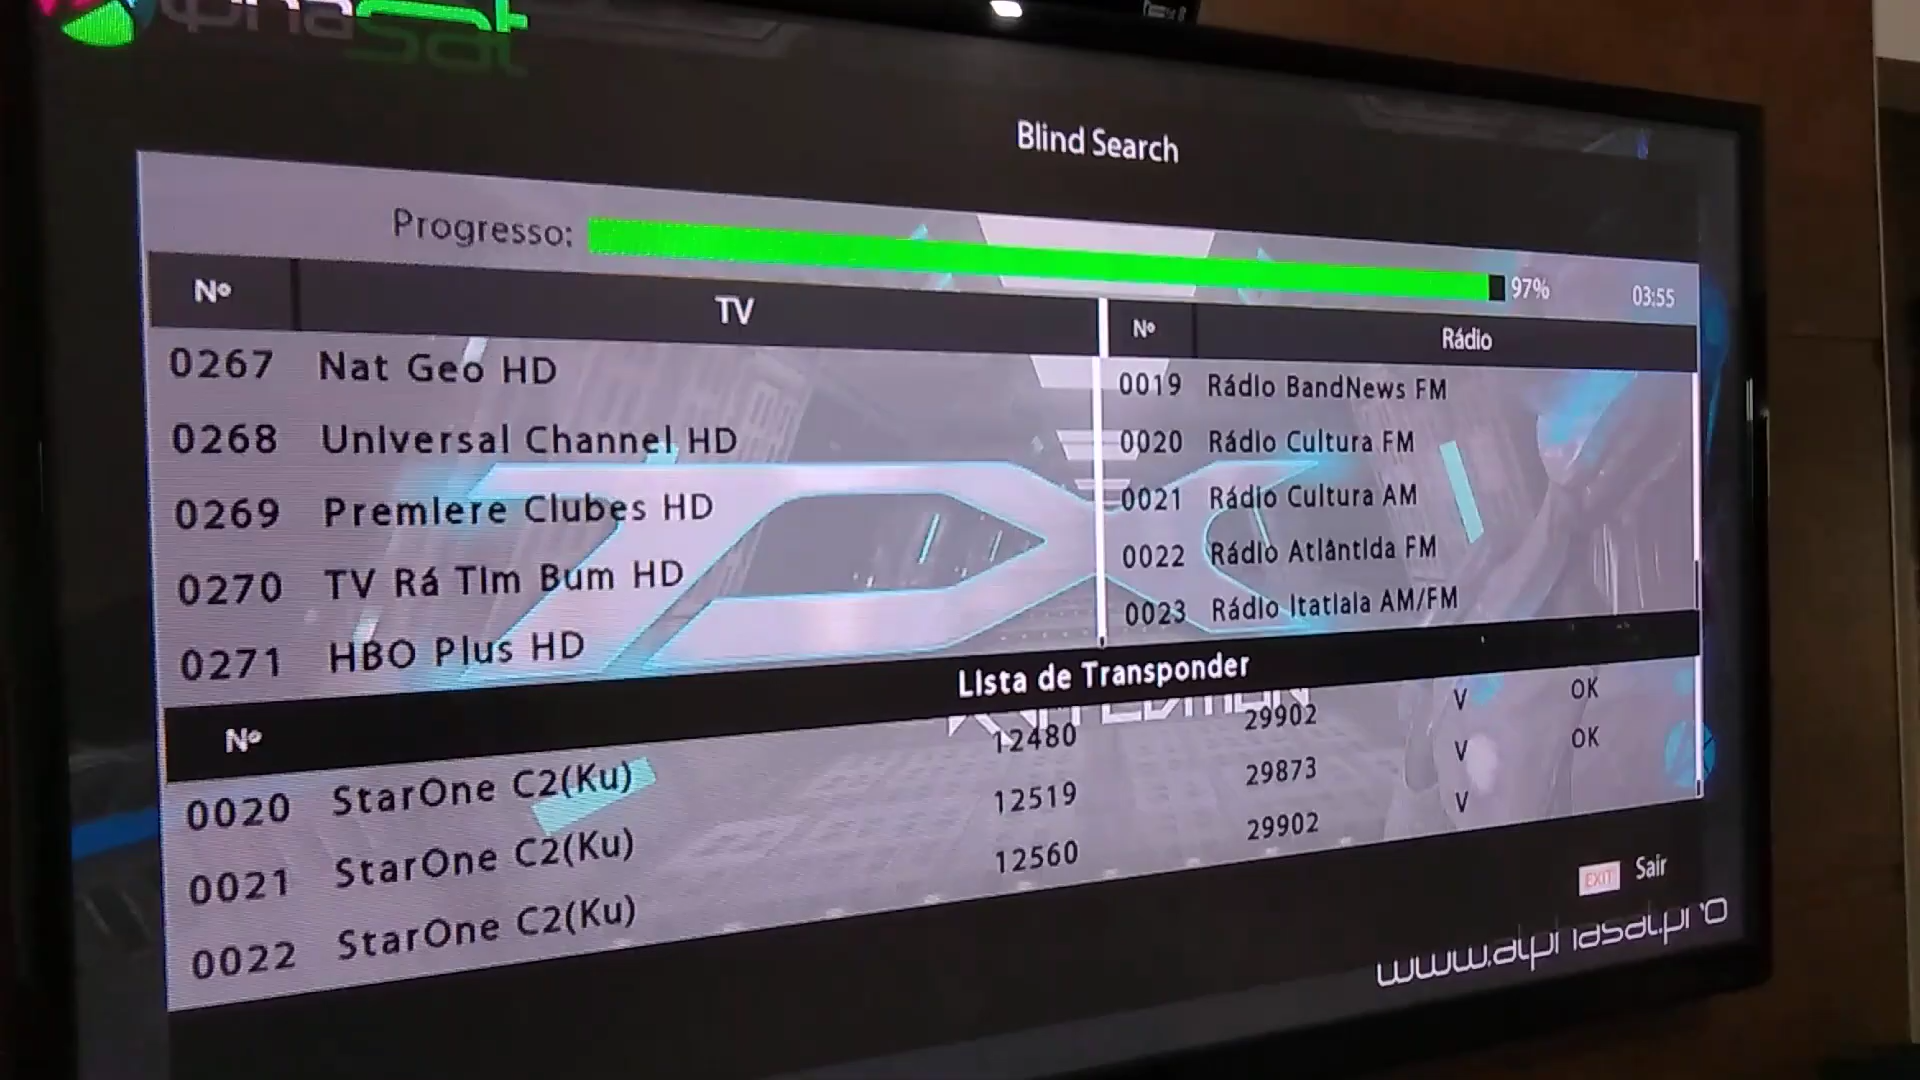 alphasat
Blind Search
Progresso: 97% 03:55
Nº TV Nº Rádio
0267 Nat Geo HD 0019 Rádio BandNews FM
0268 Universal Channel HD 0020 Rádio Cultura FM
0269 Premiere Clubes HD 0021 Rádio Cultura AM
0270 TV Rá Tim Bum HD 0022 Rádio Atlântida FM
0271 HBO Plus HD 0023 Rádio Itatiaia AM/FM
Lista de Transponder
Nº
0020 StarOne C2(Ku) 12480 29902 V OK
0021 StarOne C2(Ku) 12519 29873 V OK
0022 StarOne C2(Ku) 12560 29902 V
EXIT Sair
www.alphasat.pro